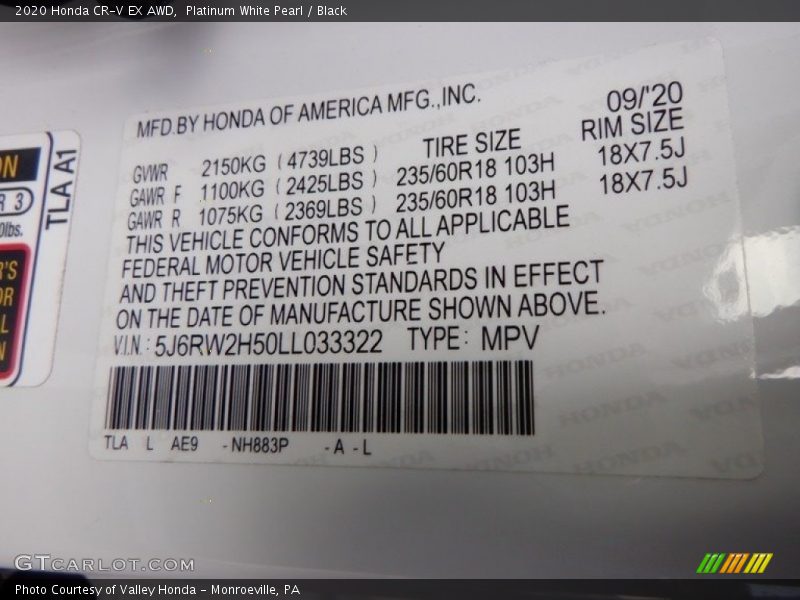 2020 Honda CR-V EX AWD,  Platinum White Pearl / Black
MFD.BY HONDA OF AMERICA MFG.,INC.
09/'20
GVWR 2150KG ( 4739LBS ) TIRE SIZE RIM SIZE
GAWR F 1100KG ( 2425LBS ) 235/60R18 103H 18X7.5J
GAWR R 1075KG ( 2369LBS ) 235/60R18 103H 18X7.5J
THIS VEHICLE CONFORMS TO ALL APPLICABLE
FEDERAL MOTOR VEHICLE SAFETY
AND THEFT PREVENTION STANDARDS IN EFFECT
ON THE DATE OF MANUFACTURE SHOWN ABOVE.
V.I.N.: 5J6RW2H50LL033322 TYPE: MPV
TLA L AE9 -NH883P -A -L
TLA A1
R 3
0lbs.
GTCARLOT.COM
Photo Courtesy of Valley Honda - Monroeville, PA